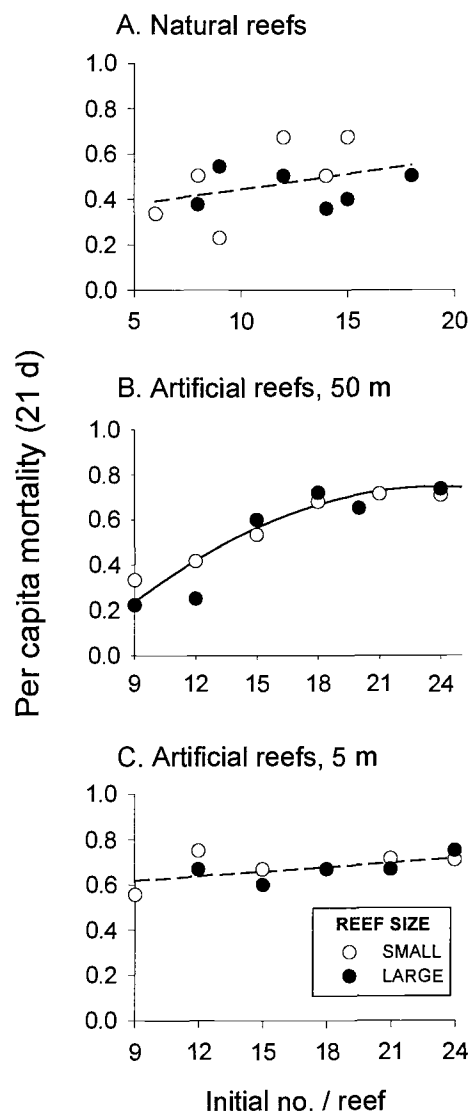 A. Natural reefs
1.0
0.8
0.6
0.4
0.2
0.0
5 10 15 20
B. Artificial reefs, 50 m
1.0
0.8
0.6
0.4
0.2
0.0
9 12 15 18 21 24
C. Artificial reefs, 5 m
1.0
0.8
0.6
0.4
0.2
0.0
REEF SIZE
SMALL
LARGE
9 12 15 18 21 24
Initial no. / reef
Per capita mortality (21 d)